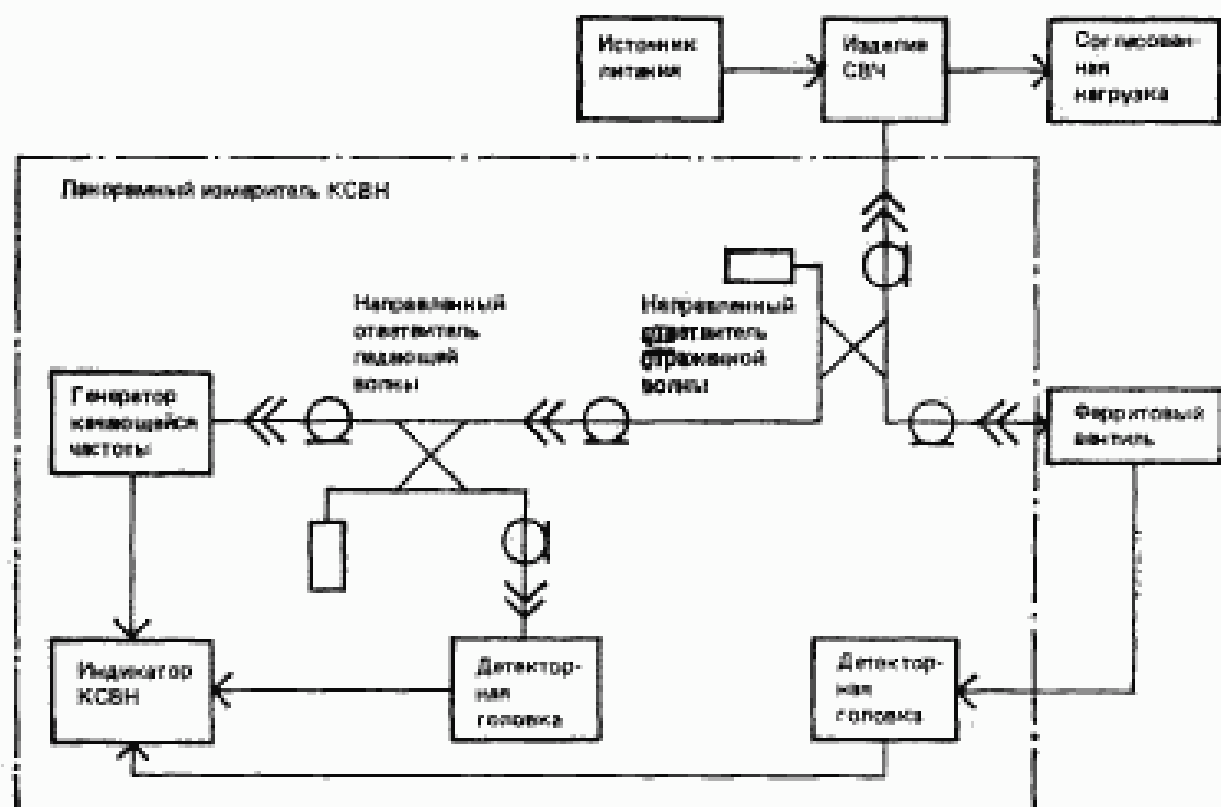 Источник
питания
Изделие
СВЧ
Согласован-
ная
нагрузка
Панорамный измеритель КСВН
Направленный
ответвитель
падающей
волны
Направленный
ответвитель
отраженной
волны
Генератор
качающейся
частоты
Ферритовый
вентиль
Индикатор
КСВН
Детектор-
ная
головка
Детектор-
ная
головка